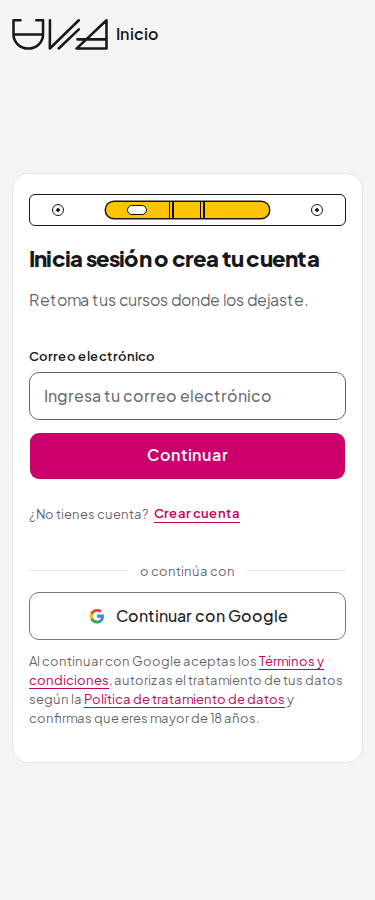 UVA Inicio
Inicia sesión o crea tu cuenta
Retoma tus cursos donde los dejaste.
Correo electrónico
Ingresa tu correo electrónico
Continuar
¿No tienes cuenta? Crear cuenta
o continúa con
Continuar con Google
Al continuar con Google aceptas los Términos y
condiciones, autorizas el tratamiento de tus datos
según la Política de tratamiento de datos y
confirmas que eres mayor de 18 años.